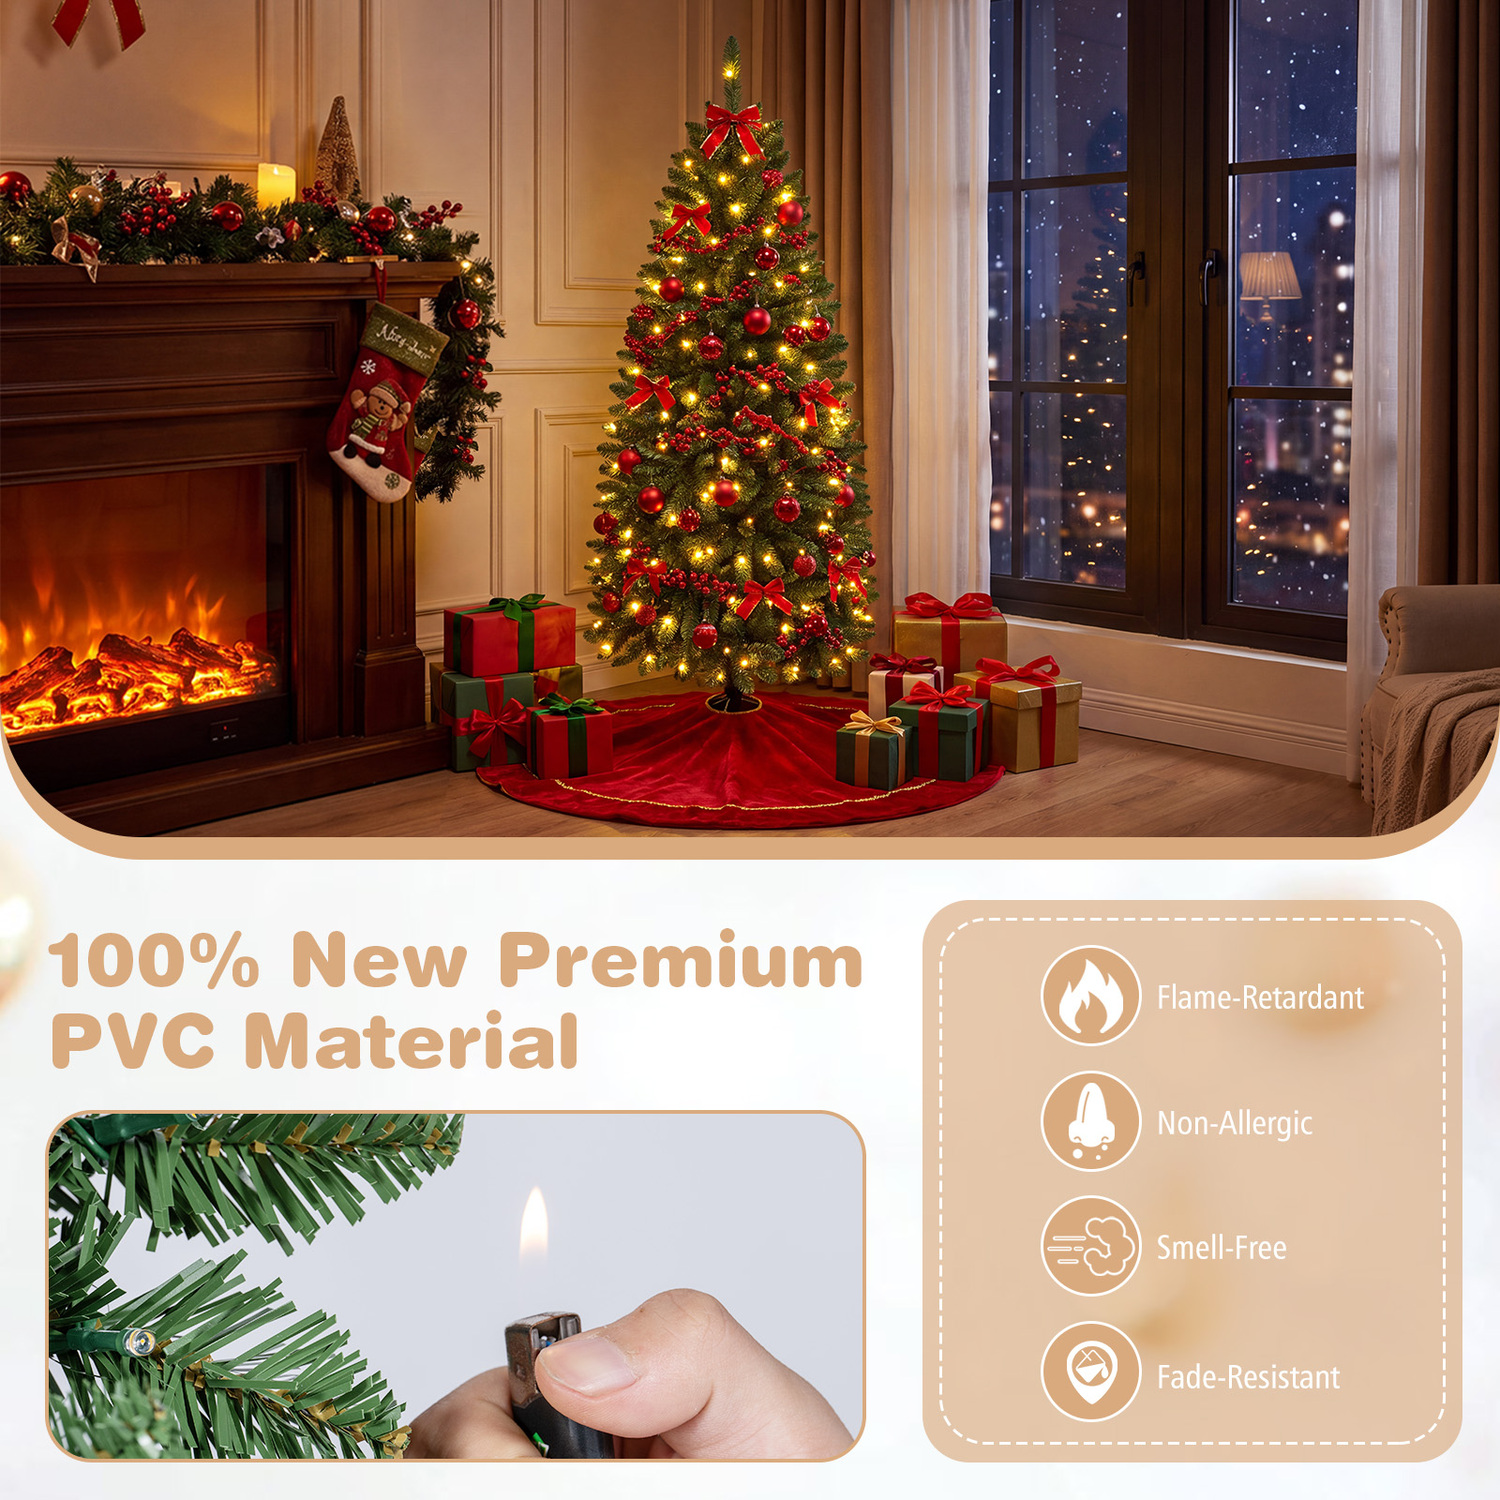 100% New Premium
PVC Material
Flame-Retardant
Non-Allergic
Smell-Free
Fade-Resistant